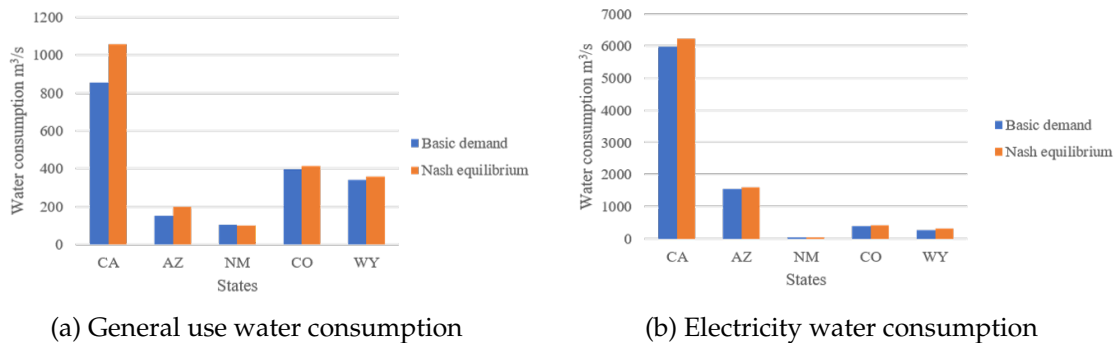 1200
1000
800
600
400
200
0
Water consumption m³/s
CA AZ NM CO WY
States
Basic demand
Nash equilibrium
(a) General use water consumption
7000
6000
5000
4000
3000
2000
1000
0
Water consumption m³/s
CA AZ NM CO WY
States
Basic demand
Nash equilibrium
(b) Electricity water consumption